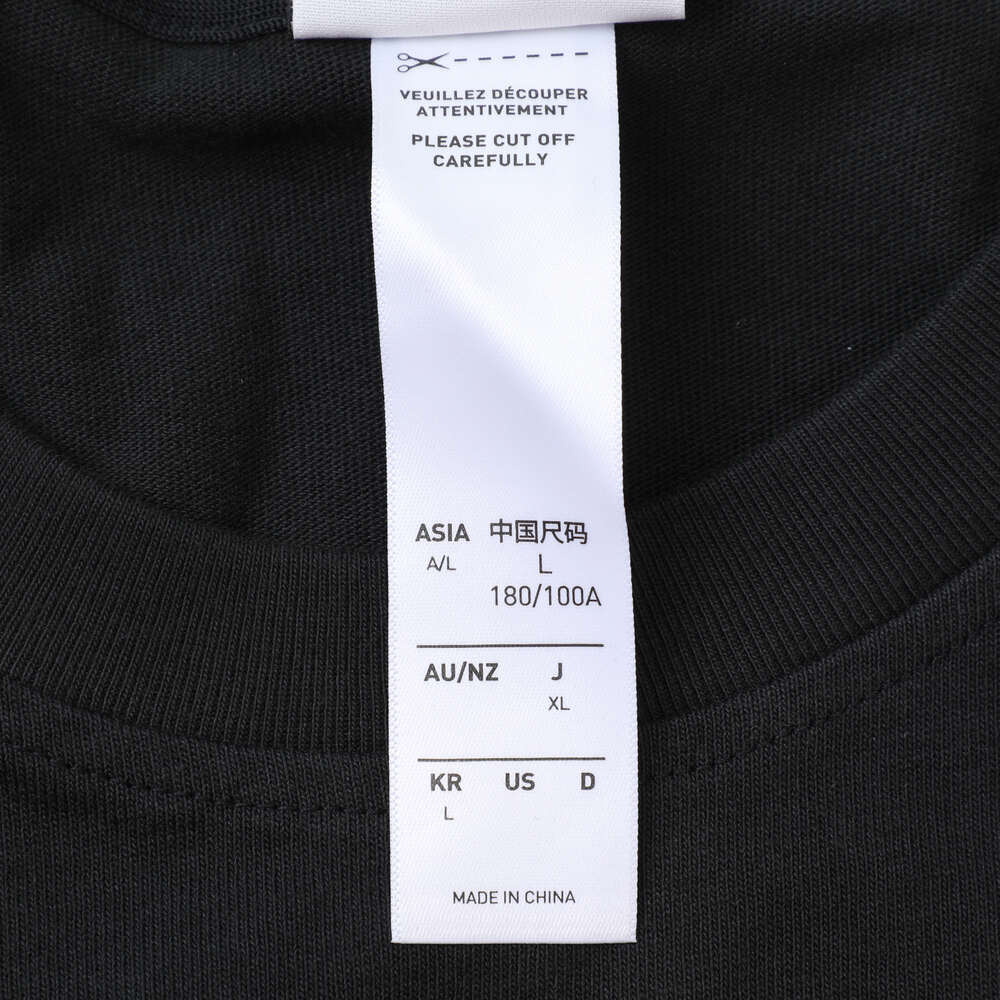 VEUILLEZ DÉCOUPER
ATTENTIVEMENT
PLEASE CUT OFF
CAREFULLY
ASIA 中国尺码
A/L L
180/100A
AU/NZ J
XL
KR US D
L
MADE IN CHINA